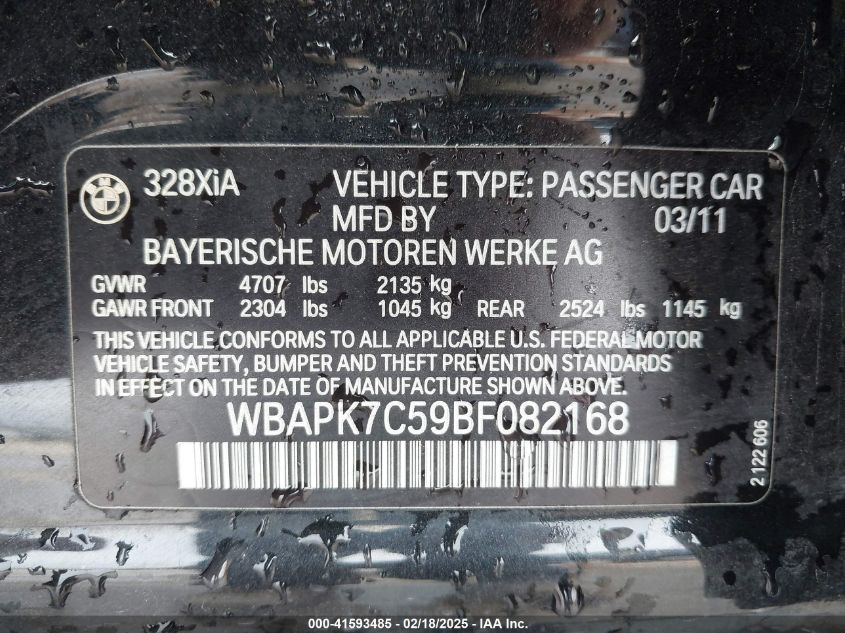 328XiA VEHICLE TYPE: PASSENGER CAR
MFD BY 03/11
BAYERISCHE MOTOREN WERKE AG
GVWR 4707 lbs 2135 kg
GAWR FRONT 2304 lbs 1045 kg REAR 2524 lbs 1145 kg
THIS VEHICLE CONFORMS TO ALL APPLICABLE U.S. FEDERAL MOTOR
VEHICLE SAFETY, BUMPER AND THEFT PREVENTION STANDARDS
IN EFFECT ON THE DATE OF MANUFACTURE SHOWN ABOVE.
WBAPK7C59BF082168
2 122 606
000-41593485 - 02/18/2025 - IAA Inc.